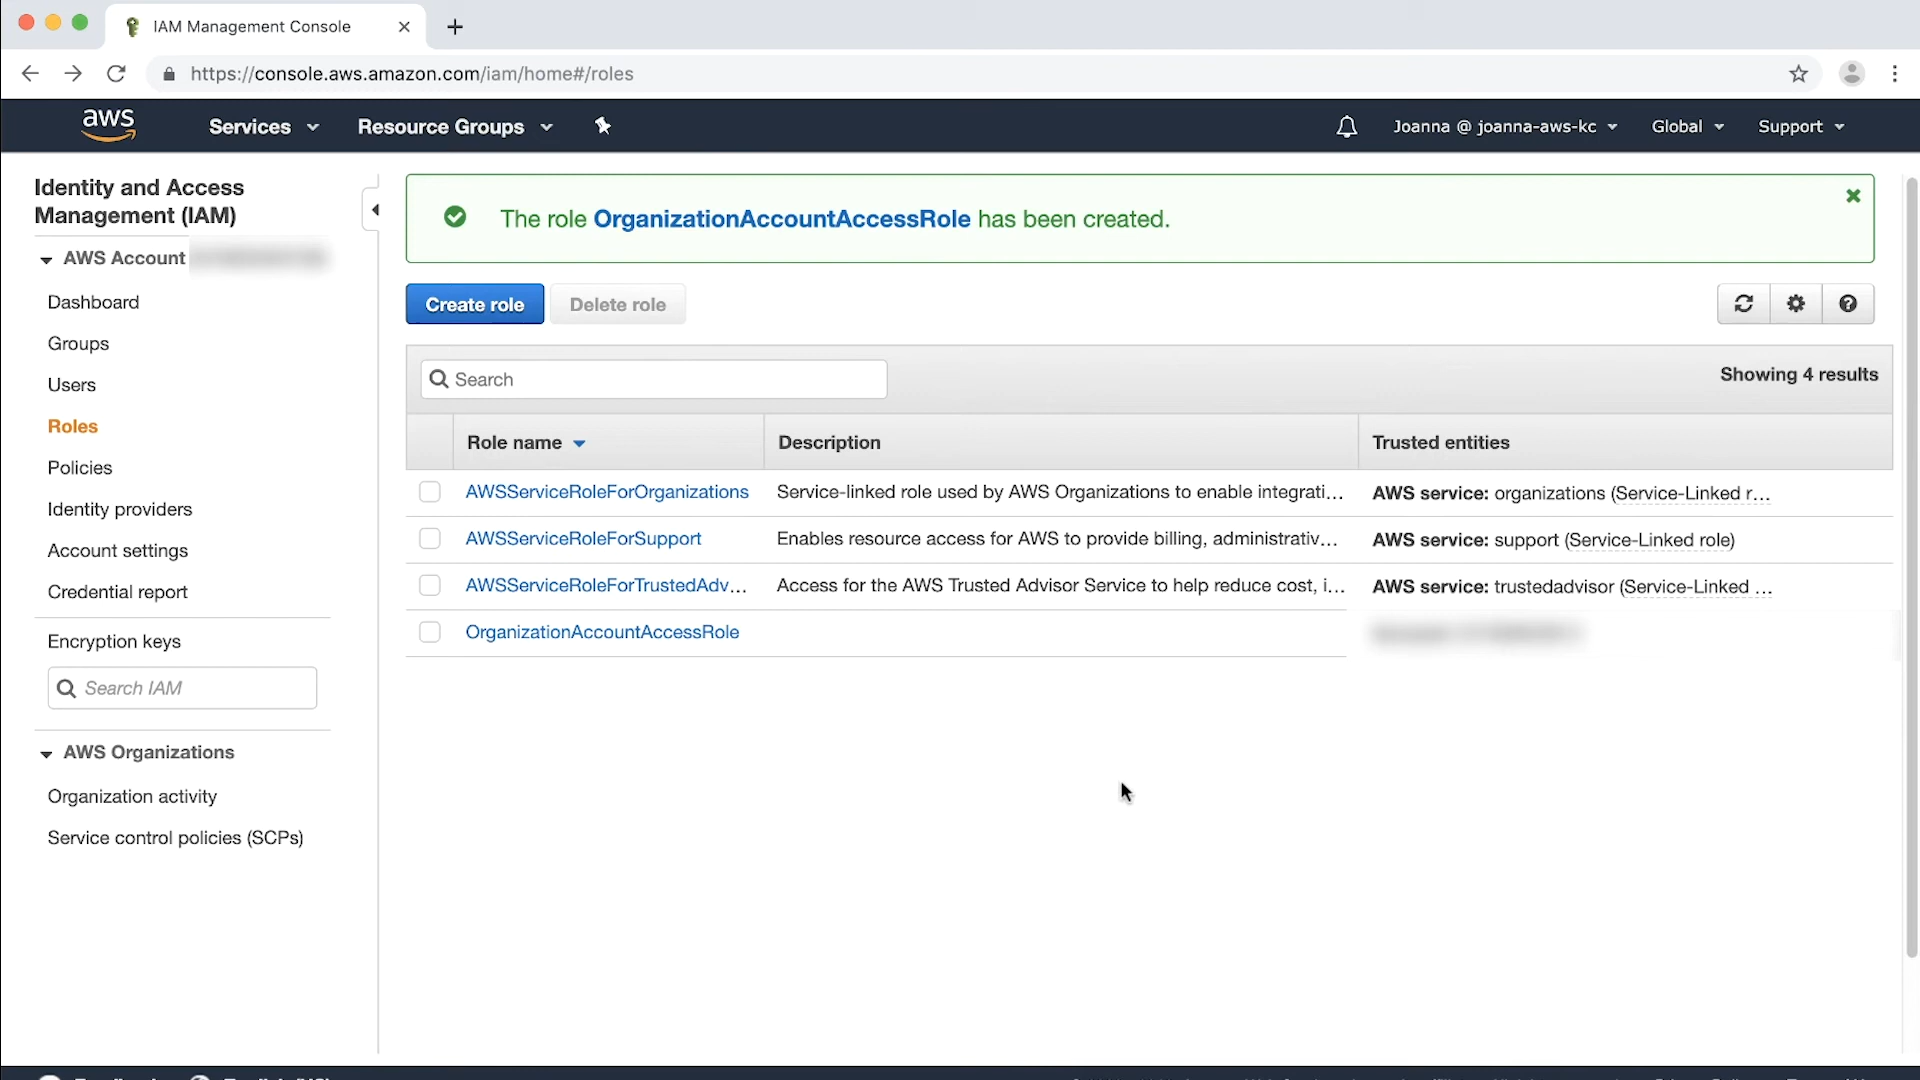 IAM Management Console
https://console.aws.amazon.com/iam/home#/roles
aws
Services
Resource Groups
Joanna @ joanna-aws-kc
Global
Support
Identity and Access
Management (IAM)
AWS Account
Dashboard
Groups
Users
Roles
Policies
Identity providers
Account settings
Credential report
Encryption keys
Search IAM
AWS Organizations
Organization activity
Service control policies (SCPs)
The role OrganizationAccountAccessRole has been created.
Create role
Delete role
Search
Showing 4 results
Role name Description Trusted entities
AWSServiceRoleForOrganizations Service-linked role used by AWS Organizations to enable integrati... AWS service: organizations (Service-Linked r...
AWSServiceRoleForSupport Enables resource access for AWS to provide billing, administrativ... AWS service: support (Service-Linked role)
AWSServiceRoleForTrustedAdv... Access for the AWS Trusted Advisor Service to help reduce cost, i... AWS service: trustedadvisor (Service-Linked ...
OrganizationAccountAccessRole